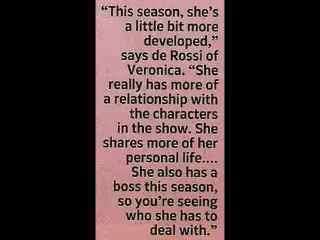 “This season, she’s
a little bit more
developed,”
says de Rossi of
Veronica. “She
really has more of
a relationship with
the characters
in the show. She
shares more of her
personal life....
She also has a
boss this season,
so you’re seeing
who she has to
deal with.”